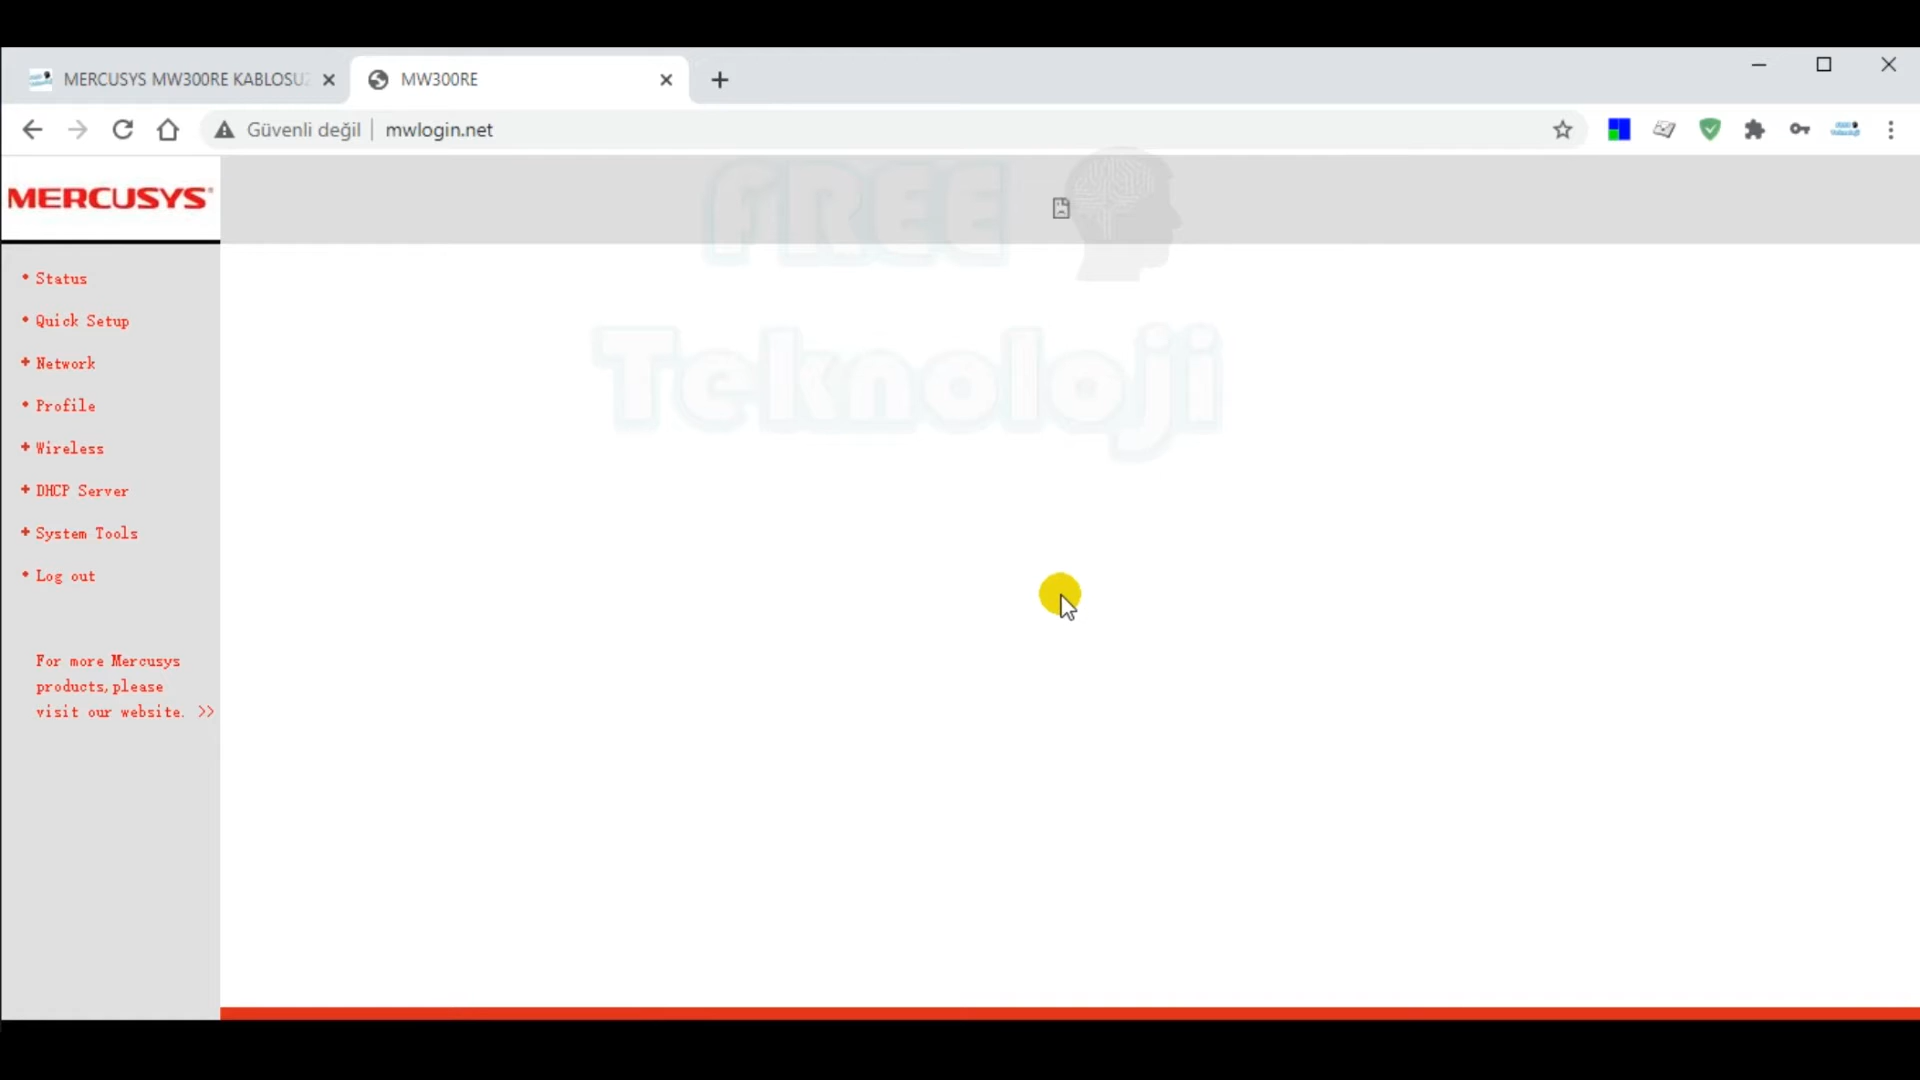 MERCUSYS MW300RE KABLOSUZ
MW300RE
Güvenli değil | mwlogin.net
MERCUSYS
FREE
Teknoloji
Status
Quick Setup
Network
Profile
Wireless
DHCP Server
System Tools
Log out
For more Mercusys
products,please
visit our website. >>